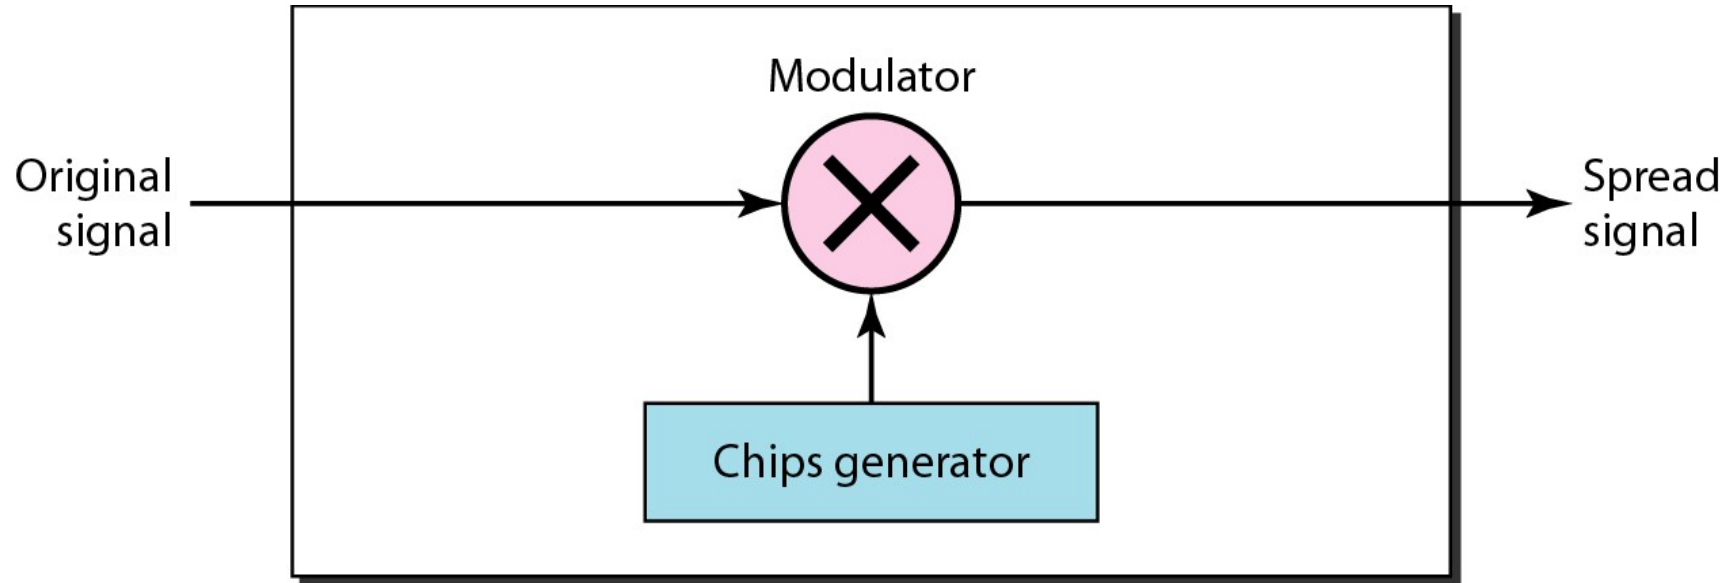 Modulator
Original
signal
Spread
signal
Chips generator